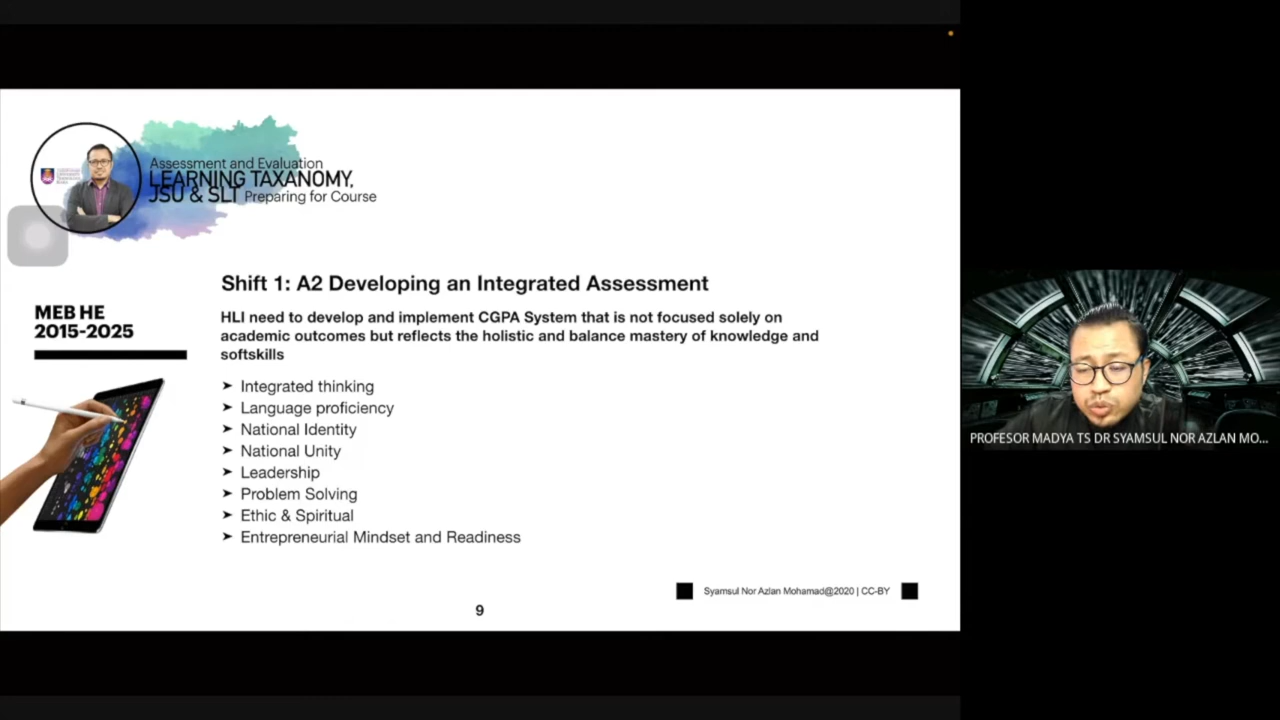 Assessment and Evaluation
LEARNING TAXANOMY,
JSU & SLT Preparing for Course
Shift 1: A2 Developing an Integrated Assessment
MEB HE
2015-2025
HLI need to develop and implement CGPA System that is not focused solely on
academic outcomes but reflects the holistic and balance mastery of knowledge and
softskills
➤ Integrated thinking
➤ Language proficiency
➤ National Identity
➤ National Unity
➤ Leadership
➤ Problem Solving
➤ Ethic & Spiritual
➤ Entrepreneurial Mindset and Readiness
Syamsul Nor Azlan Mohamad@2020 | CC-BY
9
PROFESOR MADYA TS DR SYAMSUL NOR AZLAN MO...